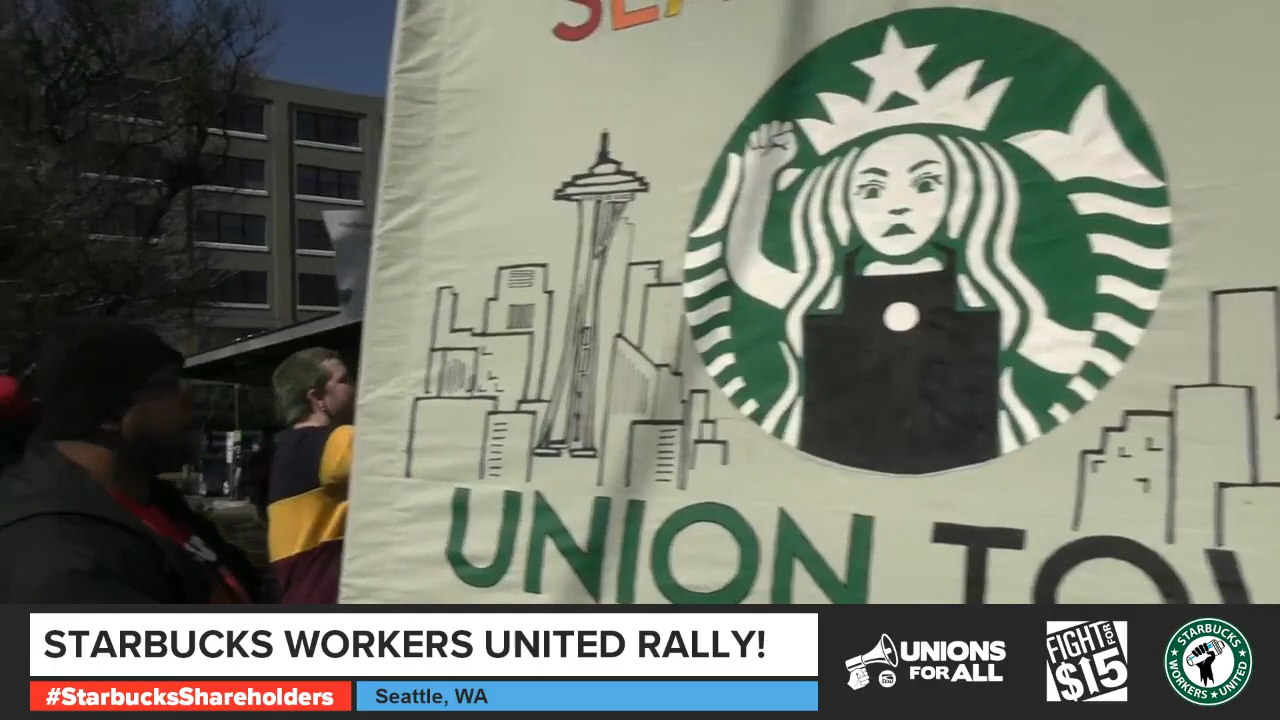 UNION
STARBUCKS WORKERS UNITED RALLY!
#StarbucksShareholders
Seattle, WA
UNIONS
FOR ALL
FIGHT
FOR
$15
STARBUCKS
WORKERS UNITED